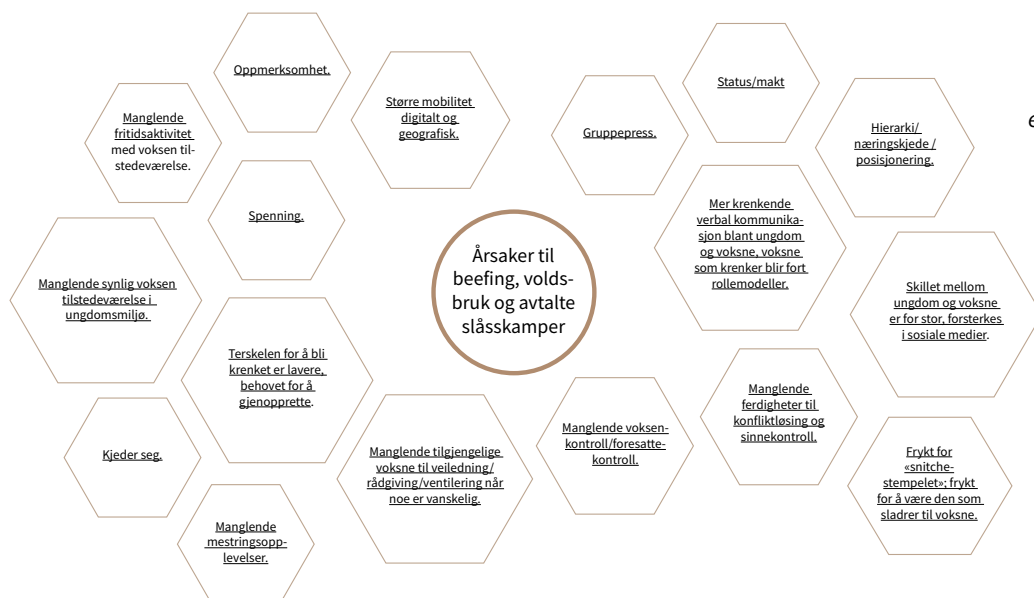 Oppmerksomhet.
Manglende
fritidsaktivitet
med voksen til-
stedeværelse.
Større mobilitet
digitalt og
geografisk.
Spenning.
Manglende synlig voksen
tilstedeværelse i
ungdomsmiljø.
Terskelen for å bli
krenket er lavere,
behovet for å
gjenopprette.
Kjeder seg.
Manglende
mestringsopp-
levelser.
Manglende tilgjengelige
voksne til veiledning/
rådgiving/ventilering når
noe er vanskelig.
Årsaker til
beefing, volds-
bruk og avtalte
slåsskamper
Gruppepress.
Status/makt
Hierarki/
næringskjede /
posisjonering.
e
Mer krenkende
verbal kommunika-
sjon blant ungdom
og voksne, voksne
som krenker blir fort
rollemodeller.
Skillet mellom
ungdom og voksne
er for stor, forsterkes
i sosiale medier.
Manglende voksen-
kontroll/foresatte-
kontroll.
Manglende
ferdigheter til
konfliktløsing og
sinnekontroll.
Frykt for
«snitche-
stempelet»; frykt
for å være den som
sladrer til voksne.